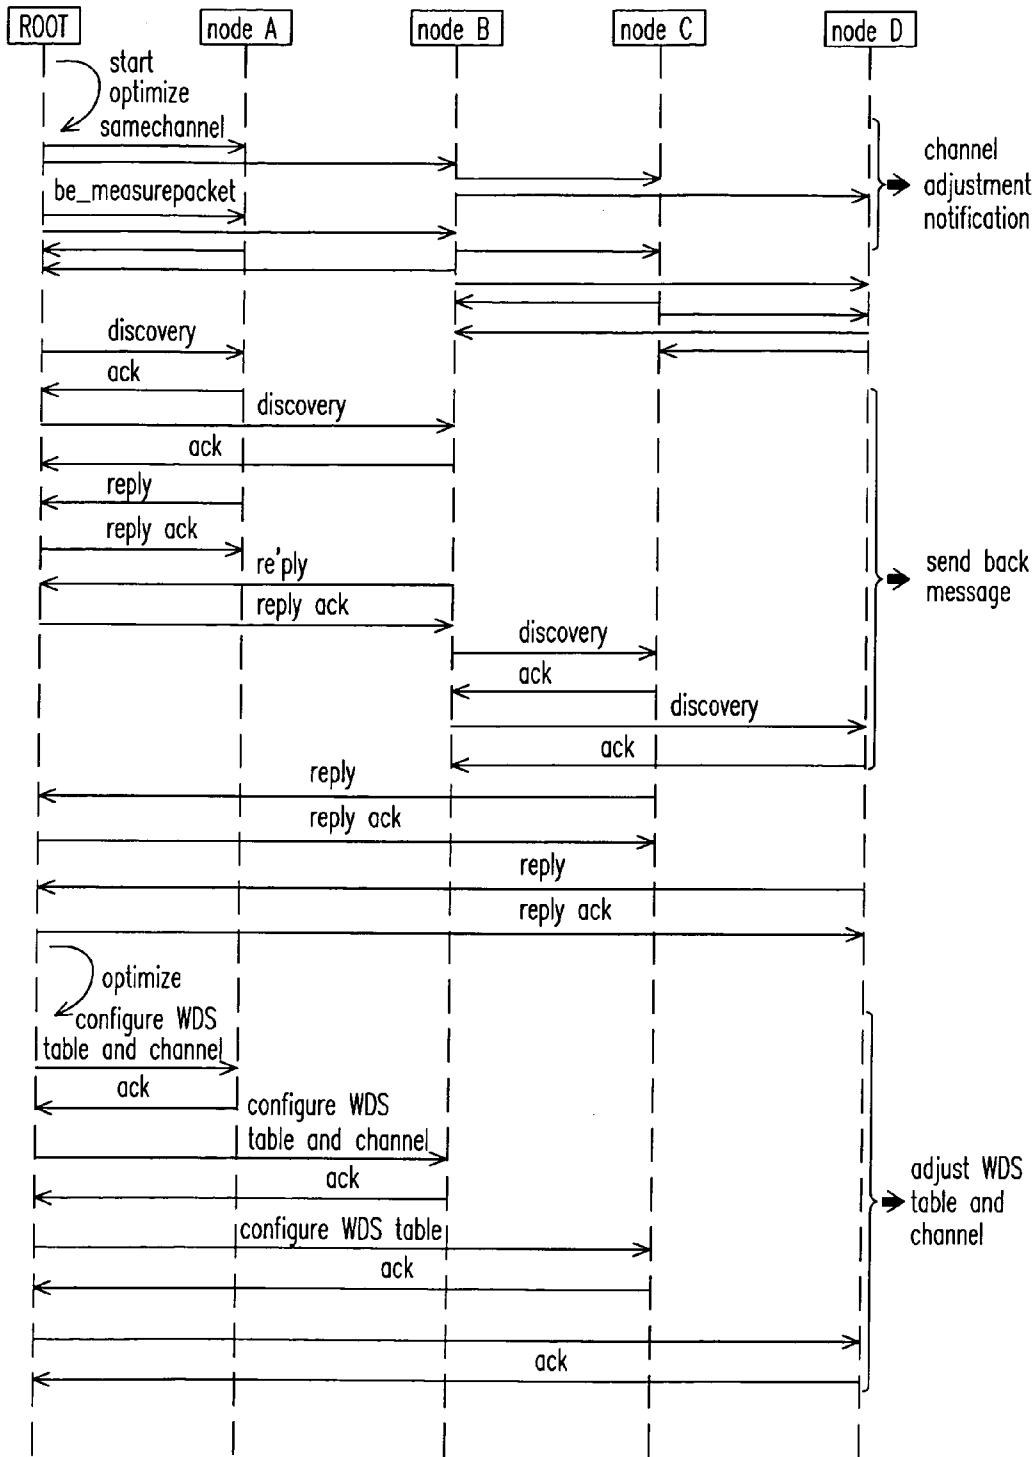 ROOT
node A
node B
node C
node D
start
optimize
samechannel
channel
adjustment
notification
be_measurepacket
discovery
ack
discovery
ack
reply
reply ack
re'ply
reply ack
send back
message
discovery
ack
discovery
ack
reply
reply ack
reply
reply ack
optimize
configure WDS
table and channel
ack
configure WDS
table and channel
ack
adjust WDS
table and
channel
configure WDS table
ack
ack